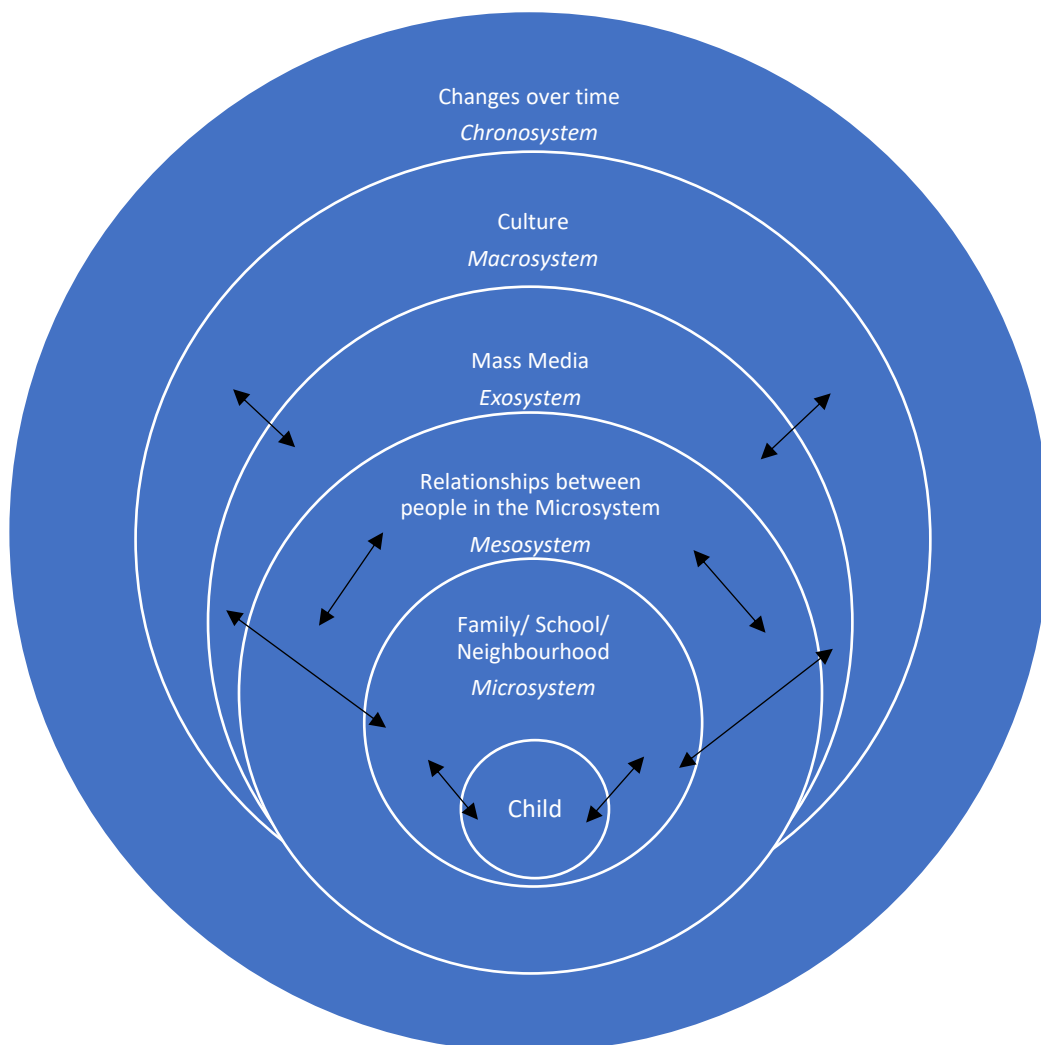 Changes over time
Chronosystem
Culture
Macrosystem
Mass Media
Exosystem
Relationships between
people in the Microsystem
Mesosystem
Family/ School/
Neighbourhood
Microsystem
Child